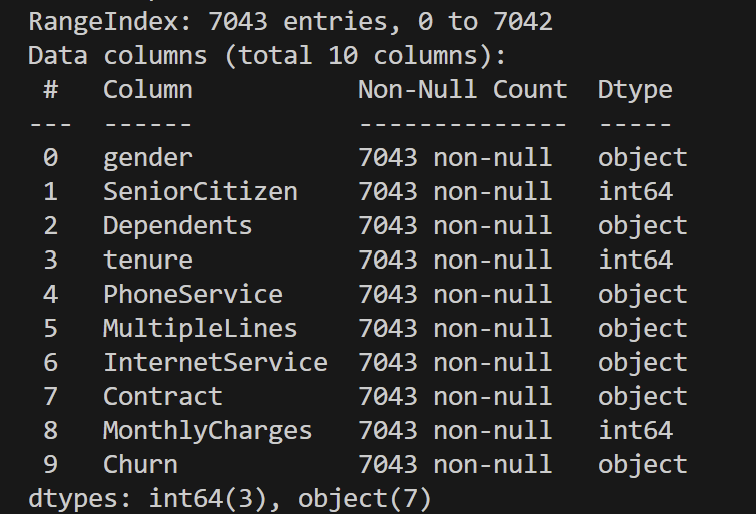 RangeIndex: 7043 entries, 0 to 7042
Data columns (total 10 columns):
 #   Column           Non-Null Count  Dtype
---  ------           --------------  -----
 0   gender           7043 non-null   object
 1   SeniorCitizen    7043 non-null   int64
 2   Dependents       7043 non-null   object
 3   tenure           7043 non-null   int64
 4   PhoneService     7043 non-null   object
 5   MultipleLines    7043 non-null   object
 6   InternetService  7043 non-null   object
 7   Contract         7043 non-null   object
 8   MonthlyCharges   7043 non-null   int64
 9   Churn            7043 non-null   object
dtypes: int64(3), object(7)